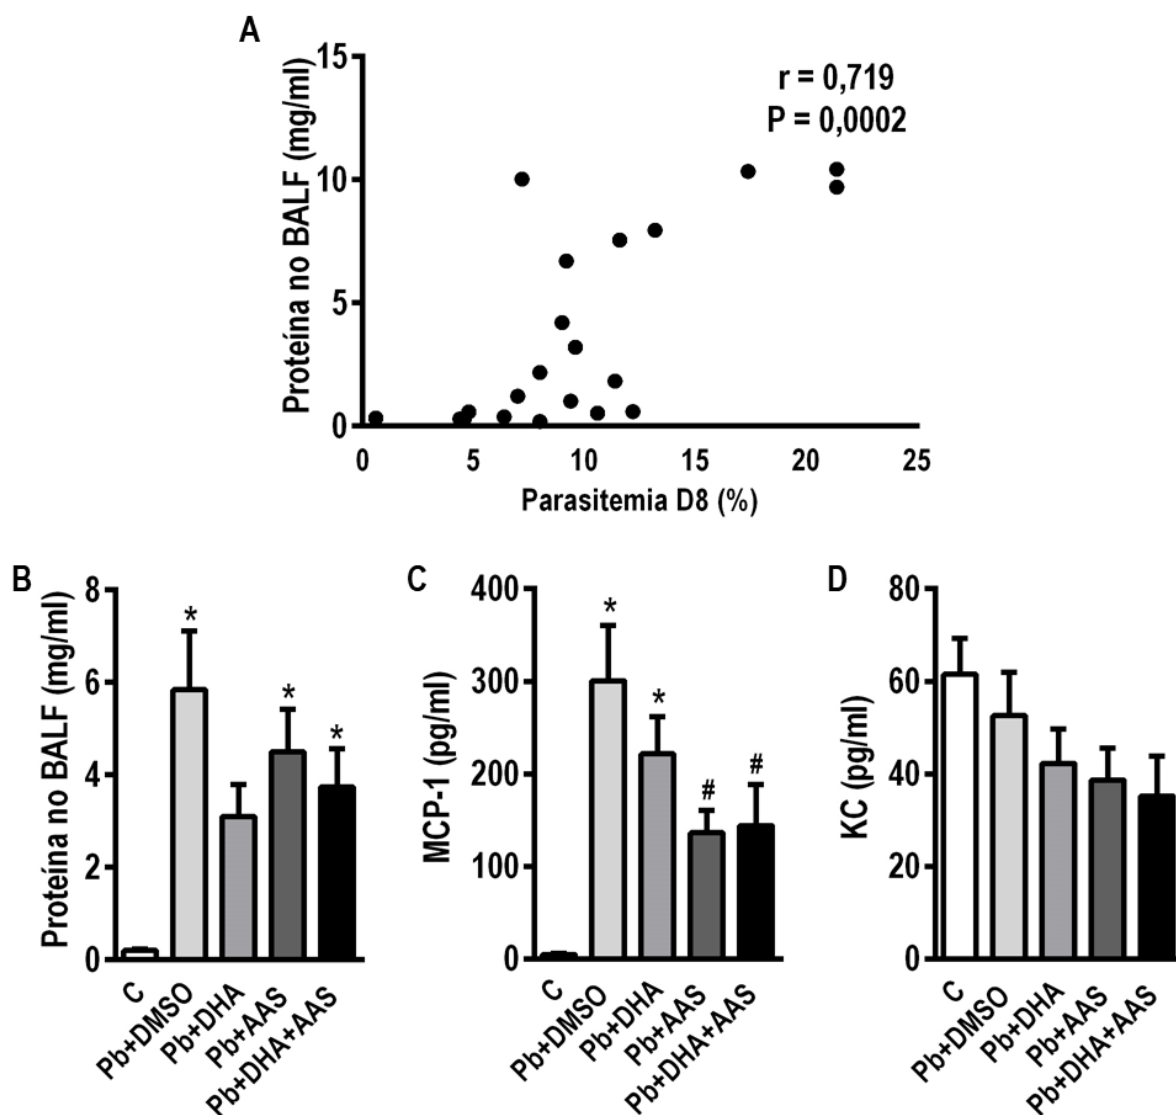 A
r = 0,719
P = 0,0002
Proteína no BALF (mg/ml)
15
10
5
0
0 5 10 15 20 25
Parasitemia D8 (%)
B
Proteína no BALF (mg/ml)
8
6
4
2
0
*
*
*
C
Pb+DMSO
Pb+DHA
Pb+AAS
Pb+DHA+AAS
C
MCP-1 (pg/ml)
400
300
200
100
0
*
*
#
#
C
Pb+DMSO
Pb+DHA
Pb+AAS
Pb+DHA+AAS
D
KC (pg/ml)
80
60
40
20
0
C
Pb+DMSO
Pb+DHA
Pb+AAS
Pb+DHA+AAS